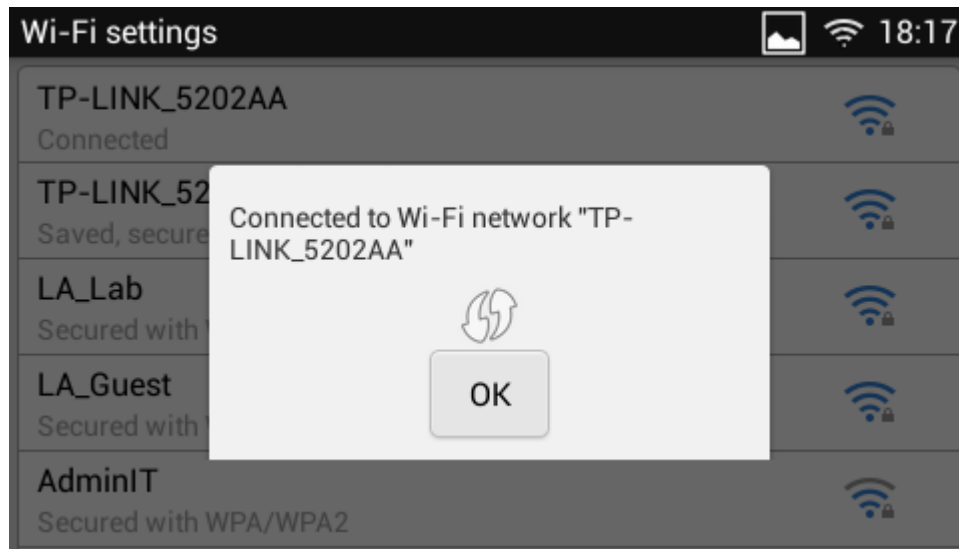 Wi-Fi settings 18:17
TP-LINK_5202AA
Connected
TP-LINK_52
Saved, secure
Connected to Wi-Fi network "TP-
LINK_5202AA"
LA_Lab
Secured with
OK
LA_Guest
Secured with
AdminIT
Secured with WPA/WPA2